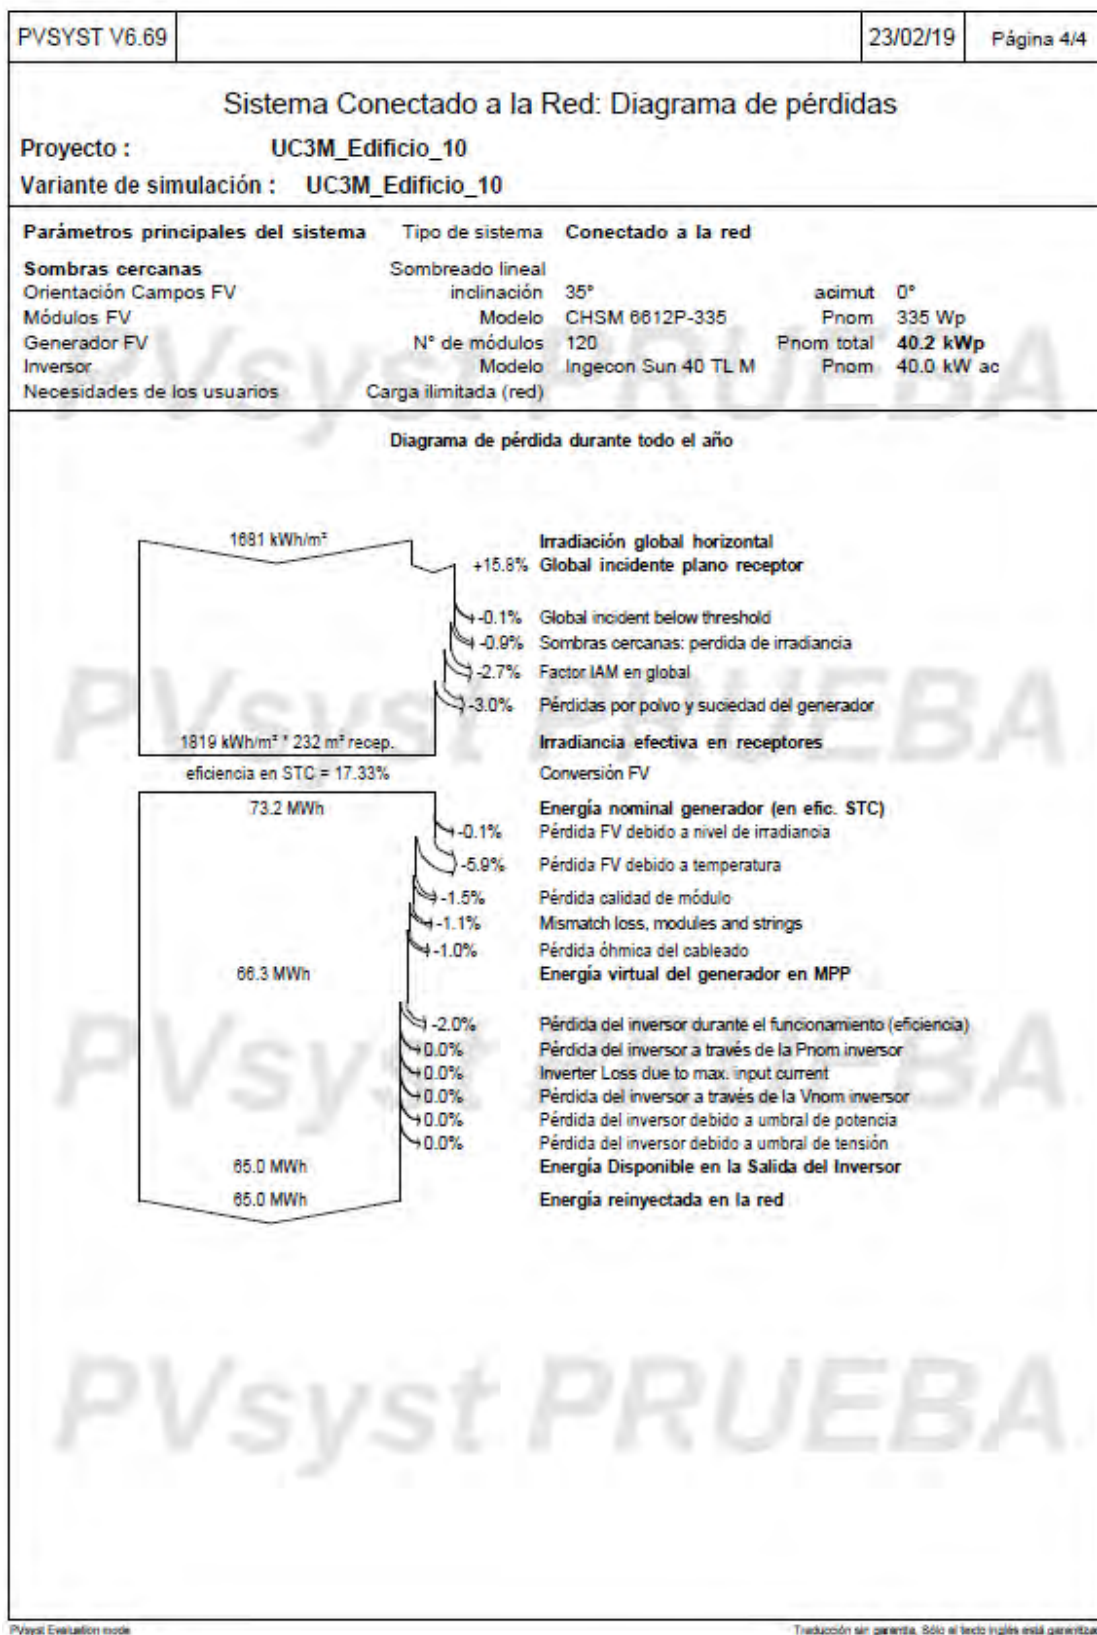 PVSYST V6.69 23/02/19 Página 4/4
Sistema Conectado a la Red: Diagrama de pérdidas
Proyecto : UC3M_Edificio_10
Variante de simulación : UC3M_Edificio_10
Parámetros principales del sistema Tipo de sistema Conectado a la red
Sombras cercanas Sombreado lineal
Orientación Campos FV inclinación 35° acimut 0°
Módulos FV Modelo CHSM 6612P-335 Pnom 335 Wp
Generador FV N° de módulos 120 Pnom total 40.2 kWp
Inversor Modelo Ingecon Sun 40 TL M Pnom 40.0 kW ac
Necesidades de los usuarios Carga ilimitada (red)
PVsyst PRUEBA
Diagrama de pérdida durante todo el año
1681 kWh/m² Irradiación global horizontal
+15.8% Global incidente plano receptor
-0.1% Global incident below threshold
-0.9% Sombras cercanas: perdida de irradiancia
-2.7% Factor IAM en global
-3.0% Pérdidas por polvo y suciedad del generador
PVsyst PRUEBA
1819 kWh/m² * 232 m² recep. Irradiancia efectiva en receptores
eficiencia en STC = 17.33% Conversión FV
73.2 MWh Energía nominal generador (en efic. STC)
-0.1% Pérdida FV debido a nivel de irradiancia
-5.9% Pérdida FV debido a temperatura
-1.5% Pérdida calidad de módulo
-1.1% Mismatch loss, modules and strings
-1.0% Pérdida óhmica del cableado
66.3 MWh Energía virtual del generador en MPP
-2.0% Pérdida del inversor durante el funcionamiento (eficiencia)
0.0% Pérdida del inversor a través de la Pnom inversor
0.0% Inverter Loss due to max. input current
PVsyst PRUEBA
0.0% Pérdida del inversor a través de la Vnom inversor
0.0% Pérdida del inversor debido a umbral de potencia
0.0% Pérdida del inversor debido a umbral de tensión
65.0 MWh Energía Disponible en la Salida del Inversor
65.0 MWh Energía reinyectada en la red
PVsyst PRUEBA
PVsyst Evaluation mode Traducción sin garantía, Sólo el texto inglés está garantizado